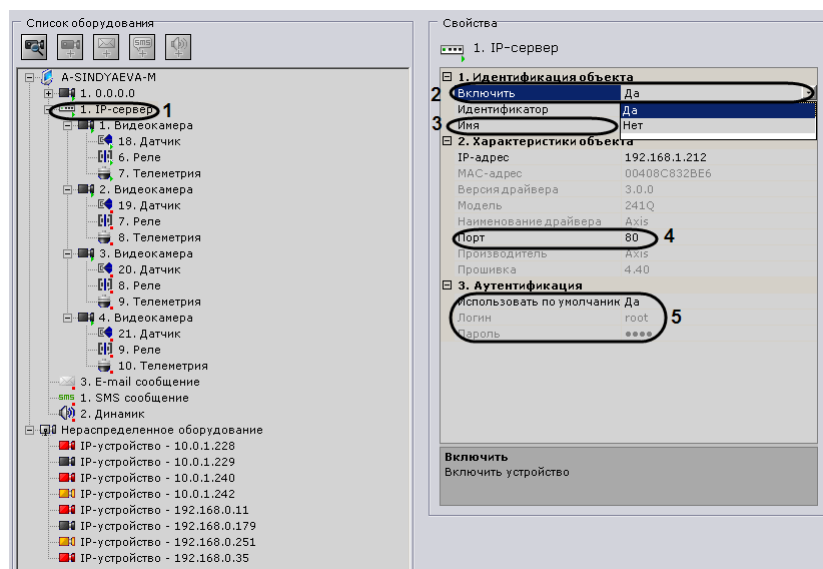 Список оборудования
sms
A-SINDYAEVA-M
1. 0.0.0.0
1. IP-сервер 1
1. Видеокамера
18. Датчик
6. Реле
7. Телеметрия
2. Видеокамера
19. Датчик
7. Реле
8. Телеметрия
3. Видеокамера
20. Датчик
8. Реле
9. Телеметрия
4. Видеокамера
21. Датчик
9. Реле
10. Телеметрия
3. E-mail сообщение
sms 1. SMS сообщение
2. Динамик
Нераспределенное оборудование
IP-устройство - 10.0.1.228
IP-устройство - 10.0.1.229
IP-устройство - 10.0.1.240
IP-устройство - 10.0.1.242
IP-устройство - 192.168.0.11
IP-устройство - 192.168.0.179
IP-устройство - 192.168.0.251
IP-устройство - 192.168.0.35
Свойства
1. IP-сервер
1. Идентификация объекта
2 Включить Да
Идентификатор Да
3 Имя Нет
2. Характеристики объекта
IP-адрес 192.168.1.212
MAC-адрес 00408C832BE6
Версия драйвера 3.0.0
Модель 241Q
Наименование драйвера Axis
Порт 80 4
Производитель Axis
Прошивка 4.40
3. Аутентификация
Использовать по умолчаник Да
Логин root 5
Пароль ●●●●
Включить
Включить устройство